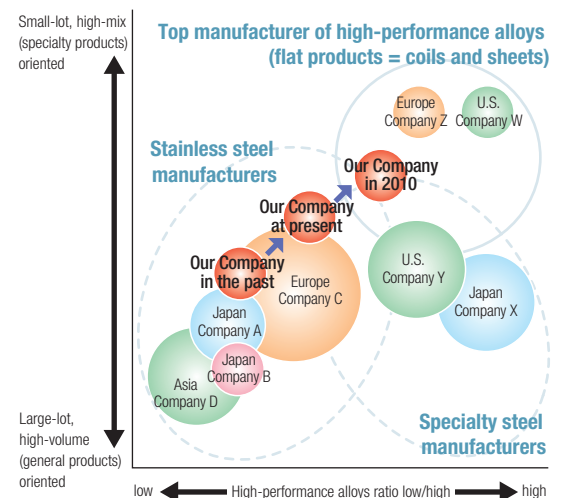 Small-lot, high-mix
(specialty products)
oriented
Top manufacturer of high-performance alloys
(flat products = coils and sheets)
Europe
Company Z
U.S.
Company W
Stainless steel
manufacturers
Our Company
in 2010
Our Company
at present
Our Company
in the past
Europe
Company C
U.S.
Company Y
Japan
Company X
Japan
Company A
Japan
Company B
Asia
Company D
Large-lot,
high-volume
(general products)
oriented
Specialty steel
manufacturers
low
High-performance alloys ratio low/high
high